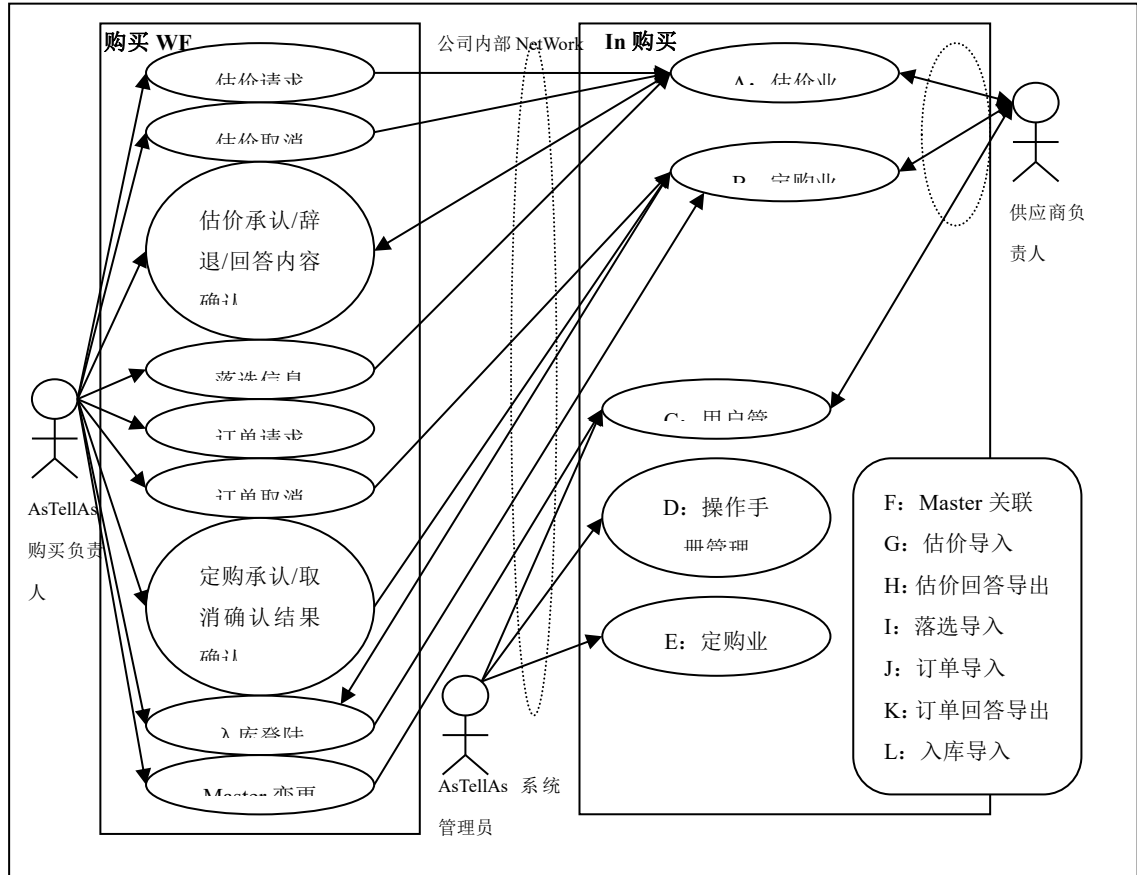 购买 WF
公司内部 NetWork
In 购买
估价请求
A：估价业
估价取消
B：定购业
估价承认/辞
退/回答内容
确认
供应商负
责人
落选信息
C：用户管
订单请求
订单取消
D：操作手
册管理
AsTellAs
购买负责
人
定购承认/取
消确认结果
确认
E：定购业
F：Master 关联
G：估价导入
H：估价回答导出
I：落选导入
J：订单导入
K：订单回答导出
L：入库导入
入库登陆
Master 变更
AsTellAs 系统
管理员